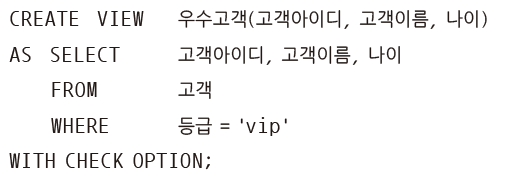 CREATE VIEW 우수고객(고객아이디, 고객이름, 나이)
AS SELECT 고객아이디, 고객이름, 나이
FROM 고객
WHERE 등급 = 'vip'
WITH CHECK OPTION;